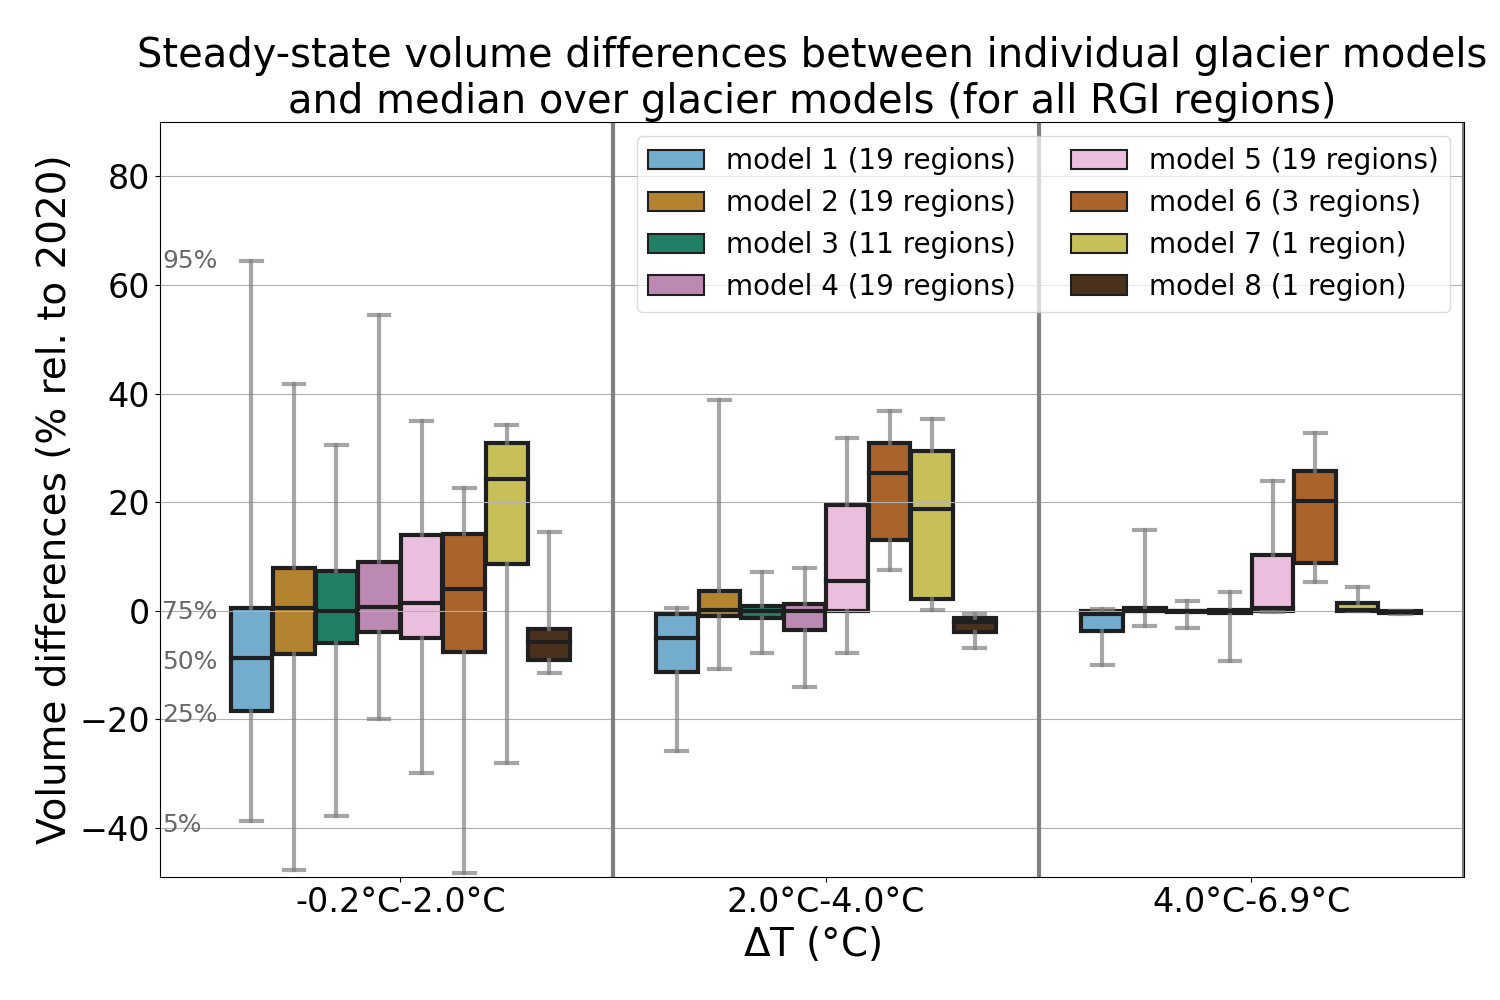 Steady-state volume differences between individual glacier models
and median over glacier models (for all RGI regions)
Volume differences (% rel. to 2020)
80
60
40
20
0
−20
−40
95%
75%
50%
25%
5%
model 1 (19 regions)
model 2 (19 regions)
model 3 (11 regions)
model 4 (19 regions)
model 5 (19 regions)
model 6 (3 regions)
model 7 (1 region)
model 8 (1 region)
-0.2°C-2.0°C
2.0°C-4.0°C
4.0°C-6.9°C
ΔT (°C)